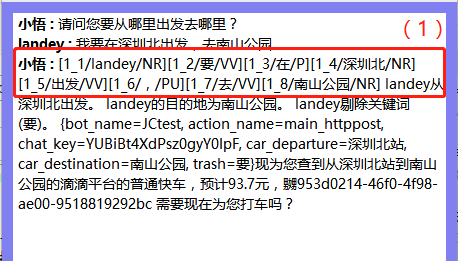 小悟：请问您要从哪里出发去哪里？
（1）
landey：我要在深圳北出发，去南山公园
小悟：[1_1/landey/NR][1_2/要/VV][1_3/在/P][1_4/深圳北/NR]
[1_5/出发/VV][1_6/，/PU][1_7/去/VV][1_8/南山公园/NR] landey从
深圳北出发。 landey的目的地为南山公园。 landey剔除关键词
(要)。 {bot_name=JCtest, action_name=main_httppost,
chat_key=YUBiBt4XdPsz0gyY0IpF, car_departure=深圳北站,
car_destination=南山公园, trash=要}现为您查到从深圳北站到南山
公园的滴滴平台的普通快车，预计93.7元，嬲953d0214-46f0-4f98-
ae00-9518819292bc 需要现在为您打车吗？